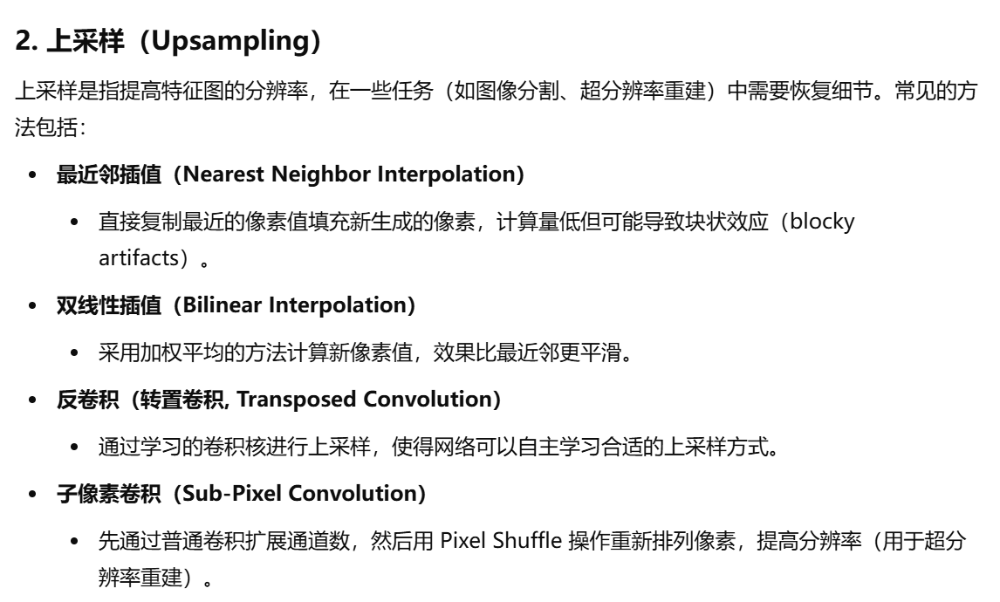 2. 上采样（Upsampling）
上采样是指提高特征图的分辨率，在一些任务（如图像分割、超分辨率重建）中需要恢复细节。常见的方
法包括：
• 最近邻插值（Nearest Neighbor Interpolation）
• 直接复制最近的像素值填充新生成的像素，计算量低但可能导致块状效应（blocky
artifacts）。
• 双线性插值（Bilinear Interpolation）
• 采用加权平均的方法计算新像素值，效果比最近邻更平滑。
• 反卷积（转置卷积, Transposed Convolution）
• 通过学习的卷积核进行上采样，使得网络可以自主学习合适的上采样方式。
• 子像素卷积（Sub-Pixel Convolution）
• 先通过普通卷积扩展通道数，然后用 Pixel Shuffle 操作重新排列像素，提高分辨率（用于超分
辨率重建）。